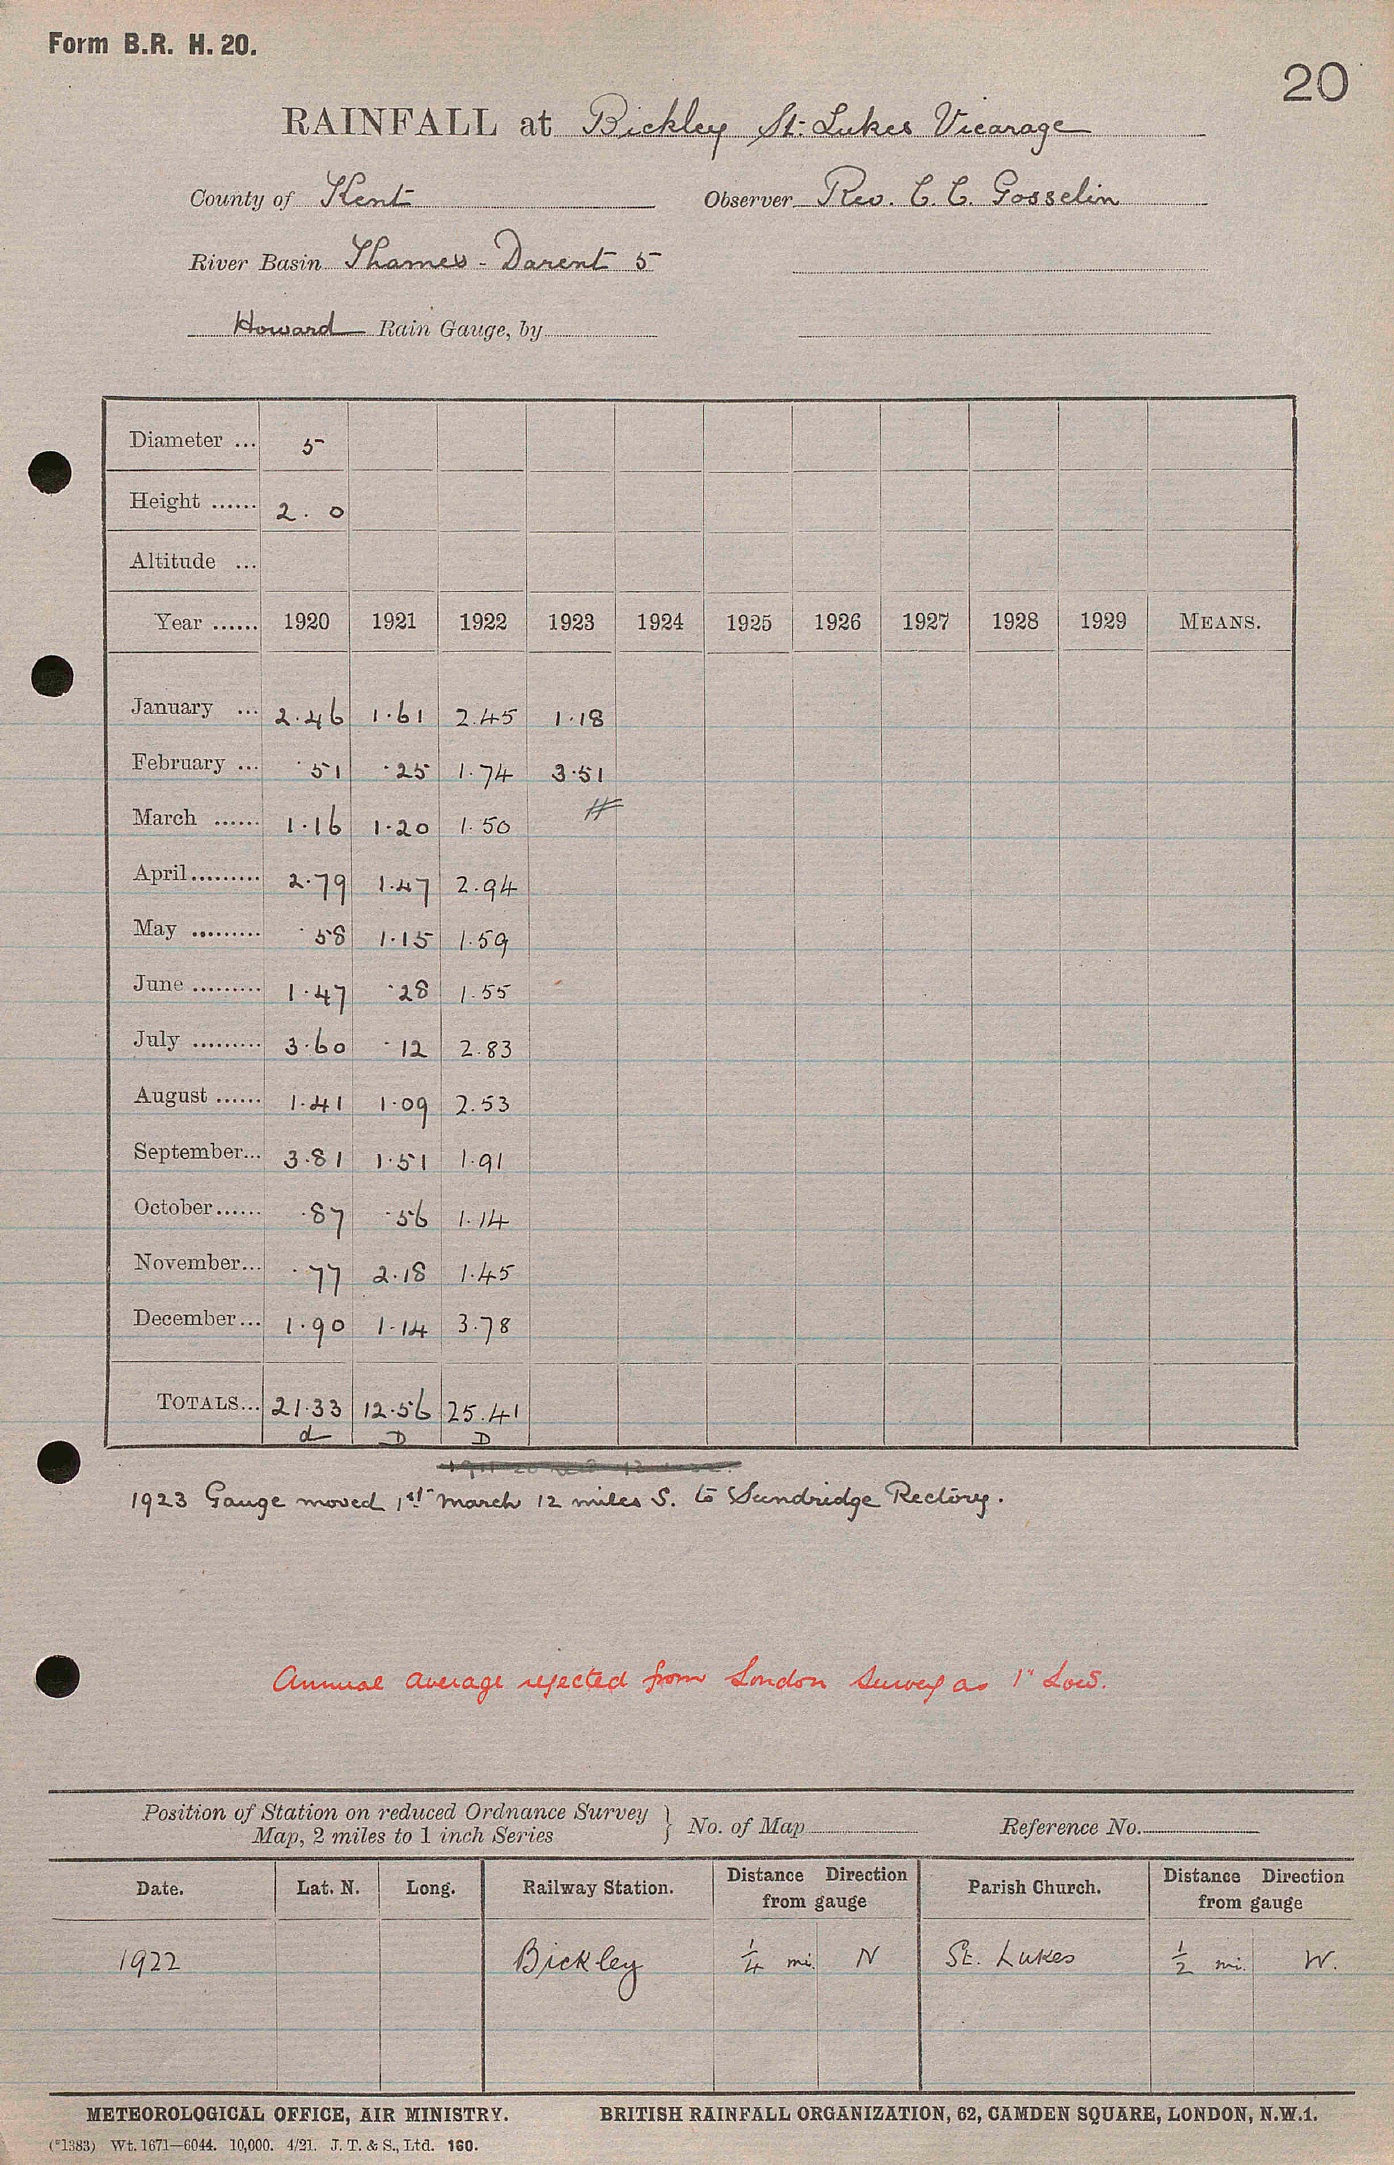 Form B.R. H. 20.
20
RAINFALL at Bickley St. Lukes Vicarage
County of Kent Observer Rev. C. C. Gosselin
River Basin Thames - Darent 5
Howard Rain Gauge, by
Diameter ... 5
Height ...... 2. 0
Altitude ...
Year ...... 1920 1921 1922 1923 1924 1925 1926 1927 1928 1929 MEANS.
January ... 2.46 1.61 2.45 1.18
February ... .51 .25 1.74 3.51
March ...... 1.16 1.20 1.50
April ......... 2.79 1.47 2.94
May ......... .58 1.15 1.59
June ......... 1.47 .28 1.55
July ......... 3.60 .12 2.83
August ...... 1.41 1.09 2.53
September... 3.81 1.51 1.91
October ...... .87 .56 1.14
November... .77 2.18 1.45
December... 1.90 1.14 3.78
TOTALS... 21.33 12.56 25.41
d D D
1923 Gauge moved 1st March 12 miles S. to Sundridge Rectory.
Annual average rejected from London Survey as 1" Low.
Position of Station on reduced Ordnance Survey } No. of Map Reference No.
Map, 2 miles to 1 inch Series
Date. Lat. N. Long. Railway Station. Distance Direction from gauge Parish Church. Distance Direction from gauge
1922 Bickley 1/4 mi. N St. Lukes 1/2 mi. W.
METEOROLOGICAL OFFICE, AIR MINISTRY. BRITISH RAINFALL ORGANIZATION, 62, CAMDEN SQUARE, LONDON, N.W.1.
(*1383) Wt. 1671—6044. 10,000. 4/21. J. T. & S., Ltd. 160.